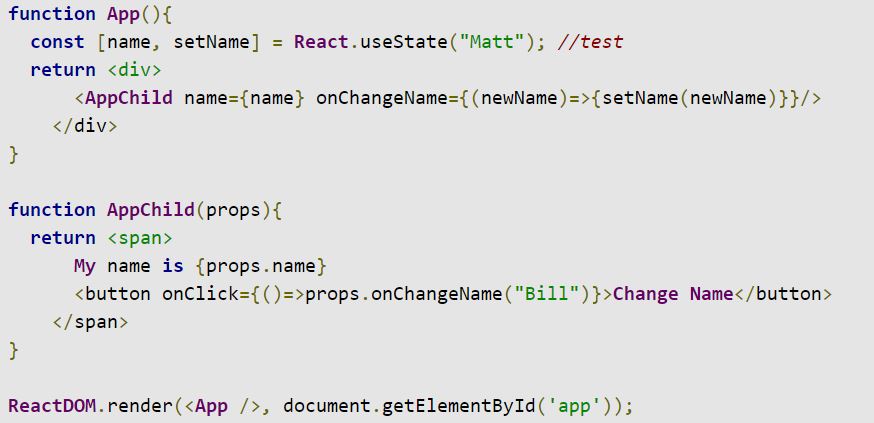 function App(){
  const [name, setName] = React.useState("Matt"); //test
  return <div>
      <AppChild name={name} onChangeName={(newName)=>{setName(newName)}}/>
    </div>
}

function AppChild(props){
  return <span>
      My name is {props.name}
      <button onClick={()=>props.onChangeName("Bill")}>Change Name</button>
    </span>
}

ReactDOM.render(<App />, document.getElementById('app'));